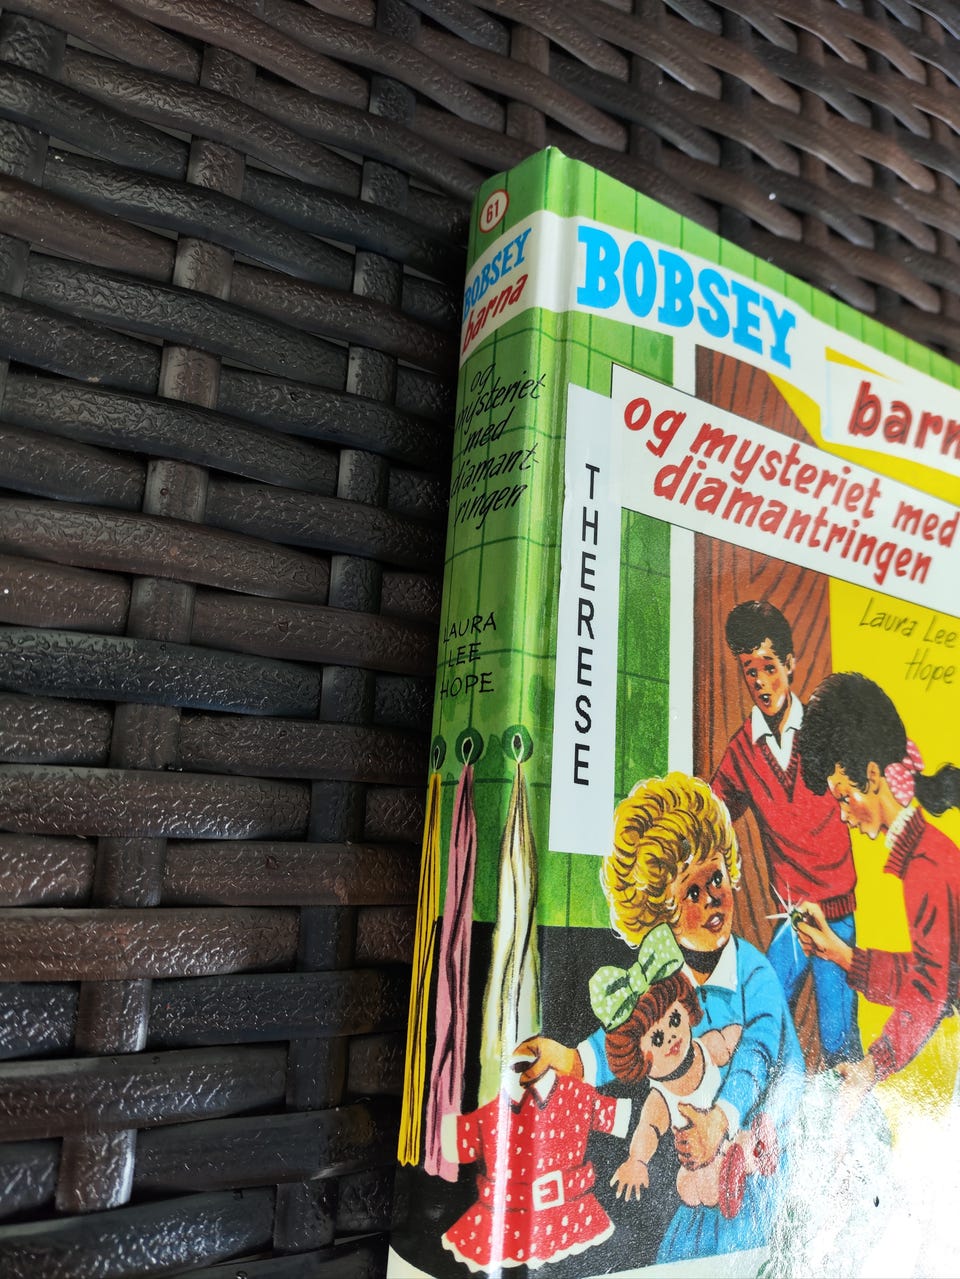 61
BOBSEY
barna
og
mysteriet
med
diamant-
ringen
LAURA
LEE
HOPE
BOBSEY
barn
og mysteriet med
diamantringen
Laura Lee
Hope
THERESE